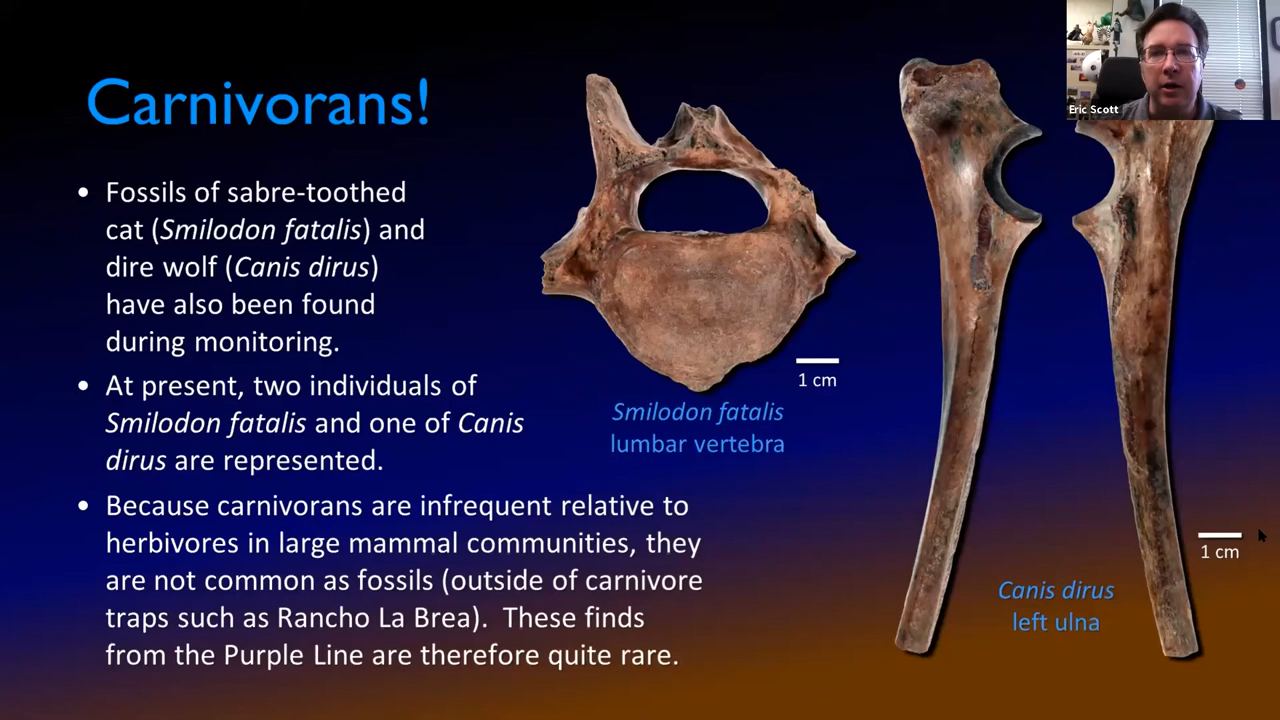 Carnivorans!
• Fossils of sabre-toothed
cat (Smilodon fatalis) and
dire wolf (Canis dirus)
have also been found
during monitoring.
• At present, two individuals of
Smilodon fatalis and one of Canis
dirus are represented.
• Because carnivorans are infrequent relative to
herbivores in large mammal communities, they
are not common as fossils (outside of carnivore
traps such as Rancho La Brea).  These finds
from the Purple Line are therefore quite rare.
1 cm
Smilodon fatalis
lumbar vertebra
Eric Scott
1 cm
Canis dirus
left ulna